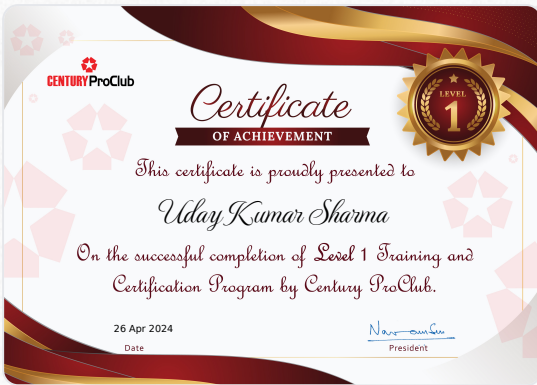 CENTURY ProClub
LEVEL
1
Certificate
OF ACHIEVEMENT
This certificate is proudly presented to
Uday Kumar Sharma
On the successful completion of Level 1 Training and
Certification Program by Century ProClub.
26 Apr 2024
Date
President